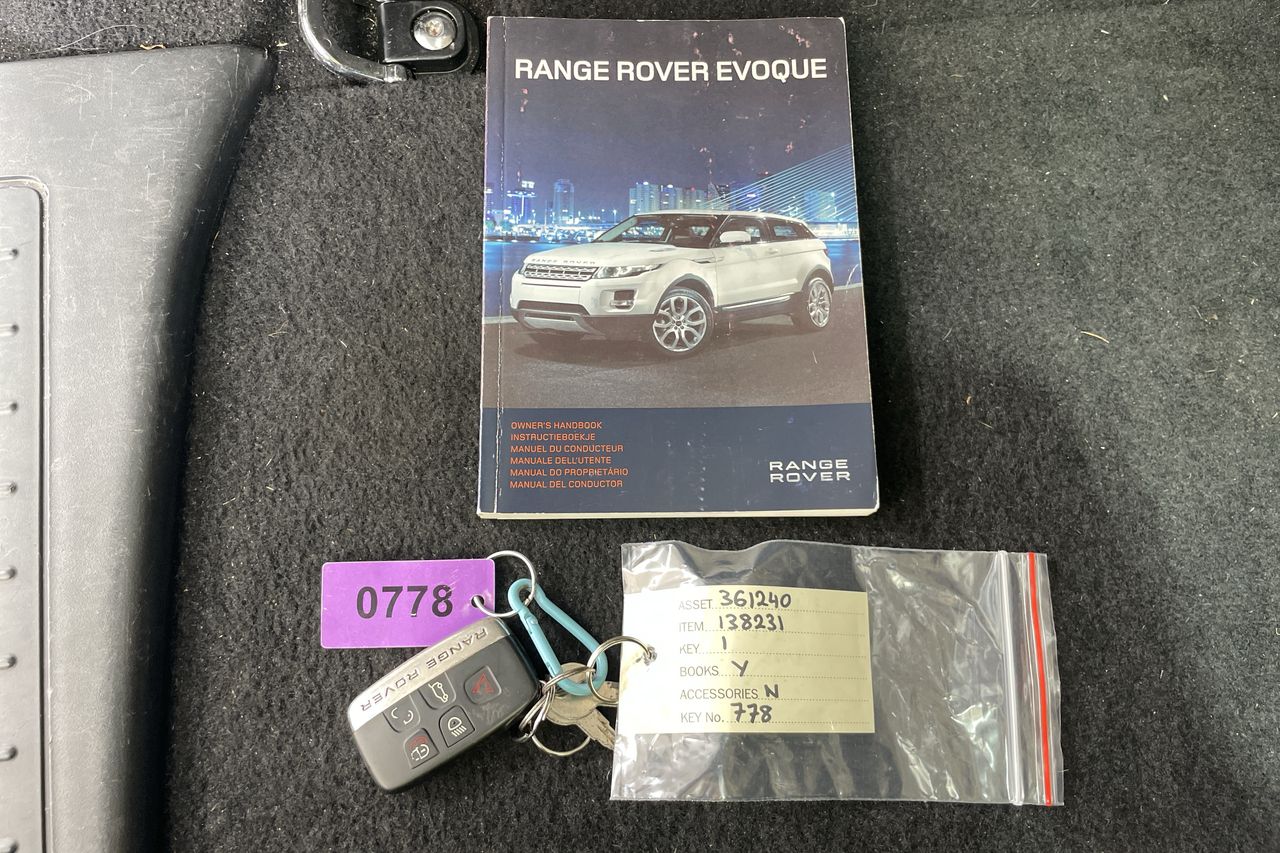 RANGE ROVER EVOQUE
RANGE ROVER
OWNER'S HANDBOOK
INSTRUCTIEBOEKJE
MANUEL DU CONDUCTEUR
MANUALE DELL'UTENTE
MANUAL DO PROPRIETÁRIO
MANUAL DEL CONDUCTOR
RANGE
ROVER
0778
RANGE ROVER
ASSET 361240
ITEM 138231
KEY 1
BOOKS Y
ACCESSORIES N
KEY No. 778